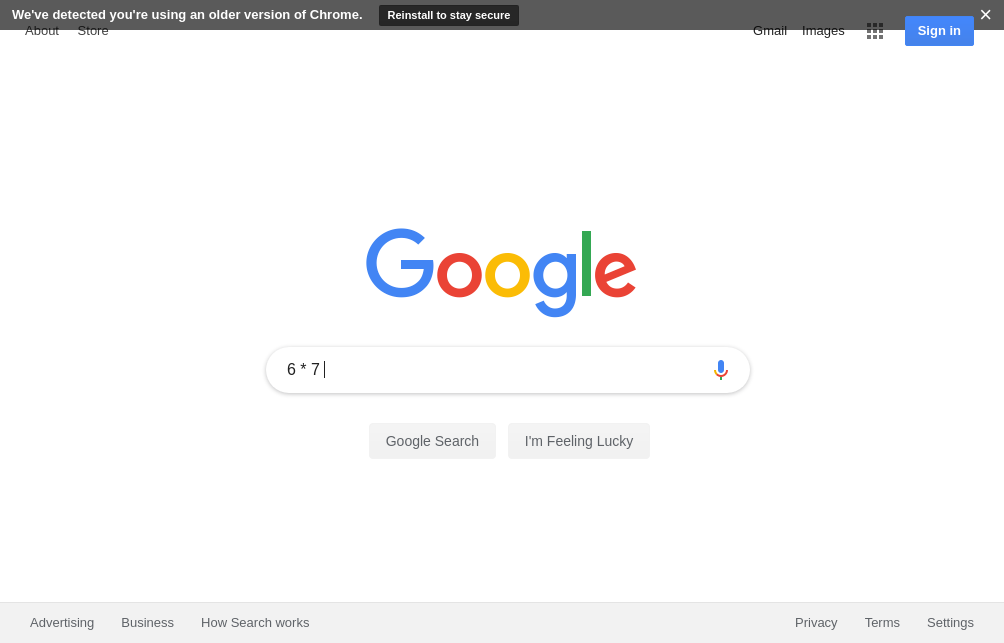 We've detected you're using an older version of Chrome. Reinstall to stay secure
About Store Gmail Images Sign in
Google
6 * 7
Google Search I'm Feeling Lucky
Advertising Business How Search works Privacy Terms Settings